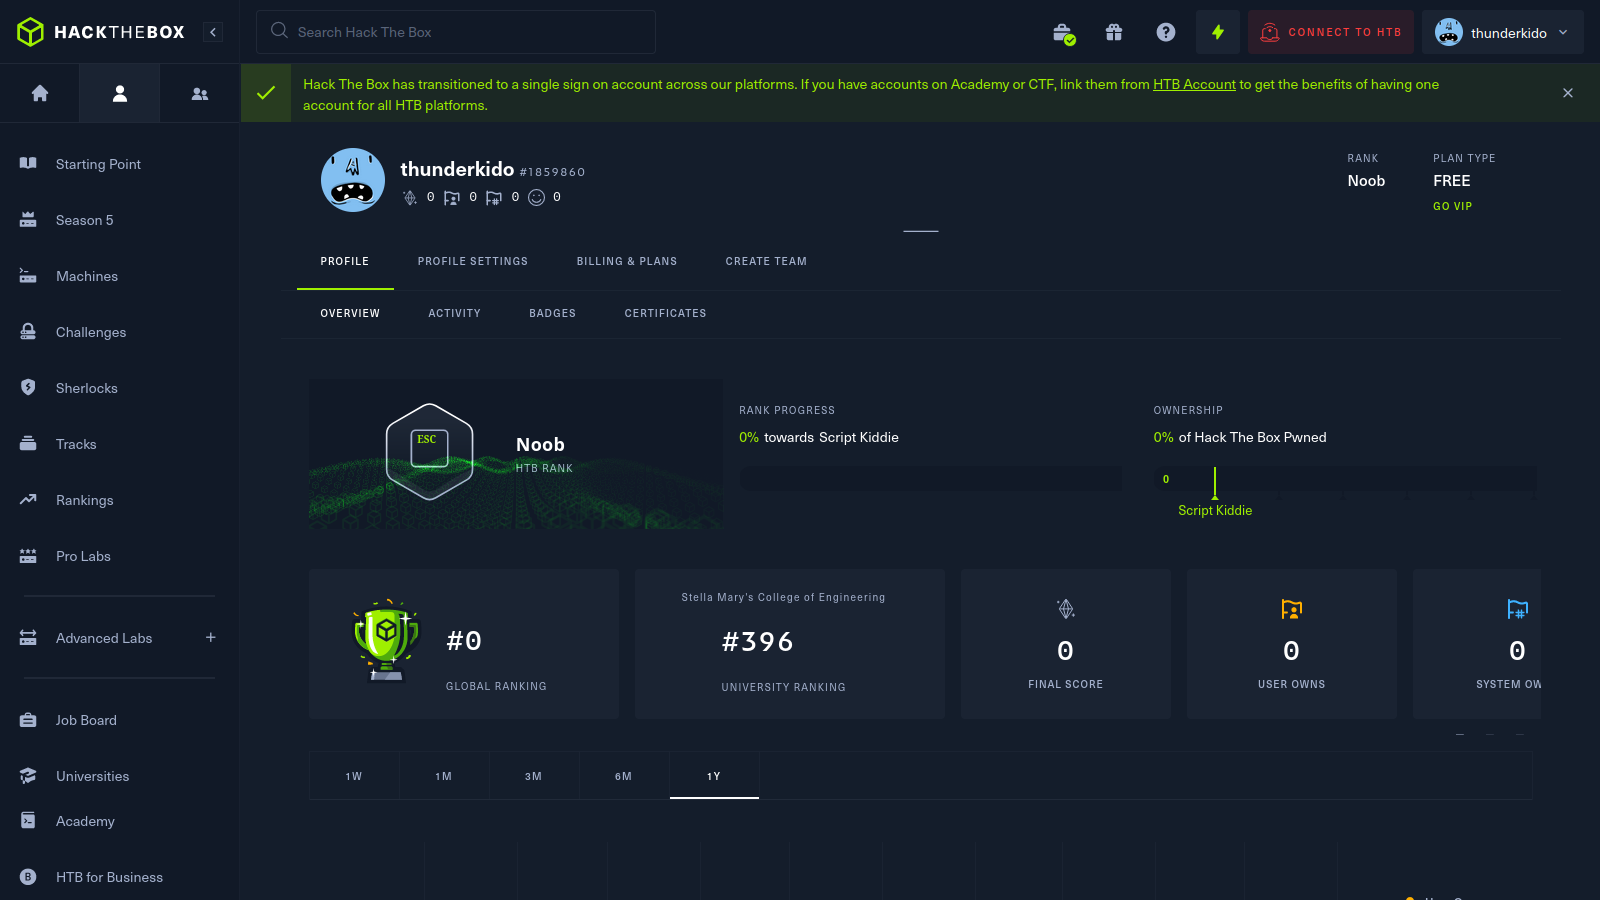 HACKTHEBOX
Search Hack The Box
CONNECT TO HTB
thunderkido
Hack The Box has transitioned to a single sign on account across our platforms. If you have accounts on Academy or CTF, link them from HTB Account to get the benefits of having one
account for all HTB platforms.
Starting Point
Season 5
Machines
Challenges
Sherlocks
Tracks
Rankings
Pro Labs
Advanced Labs
Job Board
Universities
Academy
HTB for Business
thunderkido #1859860
0 0 0 0
RANK
Noob
PLAN TYPE
FREE
GO VIP
PROFILE PROFILE SETTINGS BILLING & PLANS CREATE TEAM
OVERVIEW ACTIVITY BADGES CERTIFICATES
ESC
Noob
HTB RANK
RANK PROGRESS
0% towards Script Kiddie
OWNERSHIP
0% of Hack The Box Pwned
0
Script Kiddie
#0
GLOBAL RANKING
Stella Mary's College of Engineering
#396
UNIVERSITY RANKING
0
FINAL SCORE
0
USER OWNS
0
SYSTEM OW
1W 1M 3M 6M 1Y